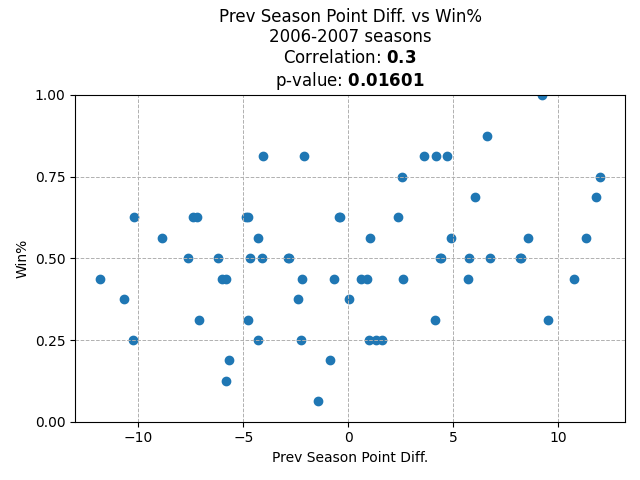 Prev Season Point Diff. vs Win%
2006-2007 seasons
Correlation: 0.3
p-value: 0.01601
1.00
0.75
0.50
0.25
0.00
Win%
−10
−5
0
5
10
Prev Season Point Diff.